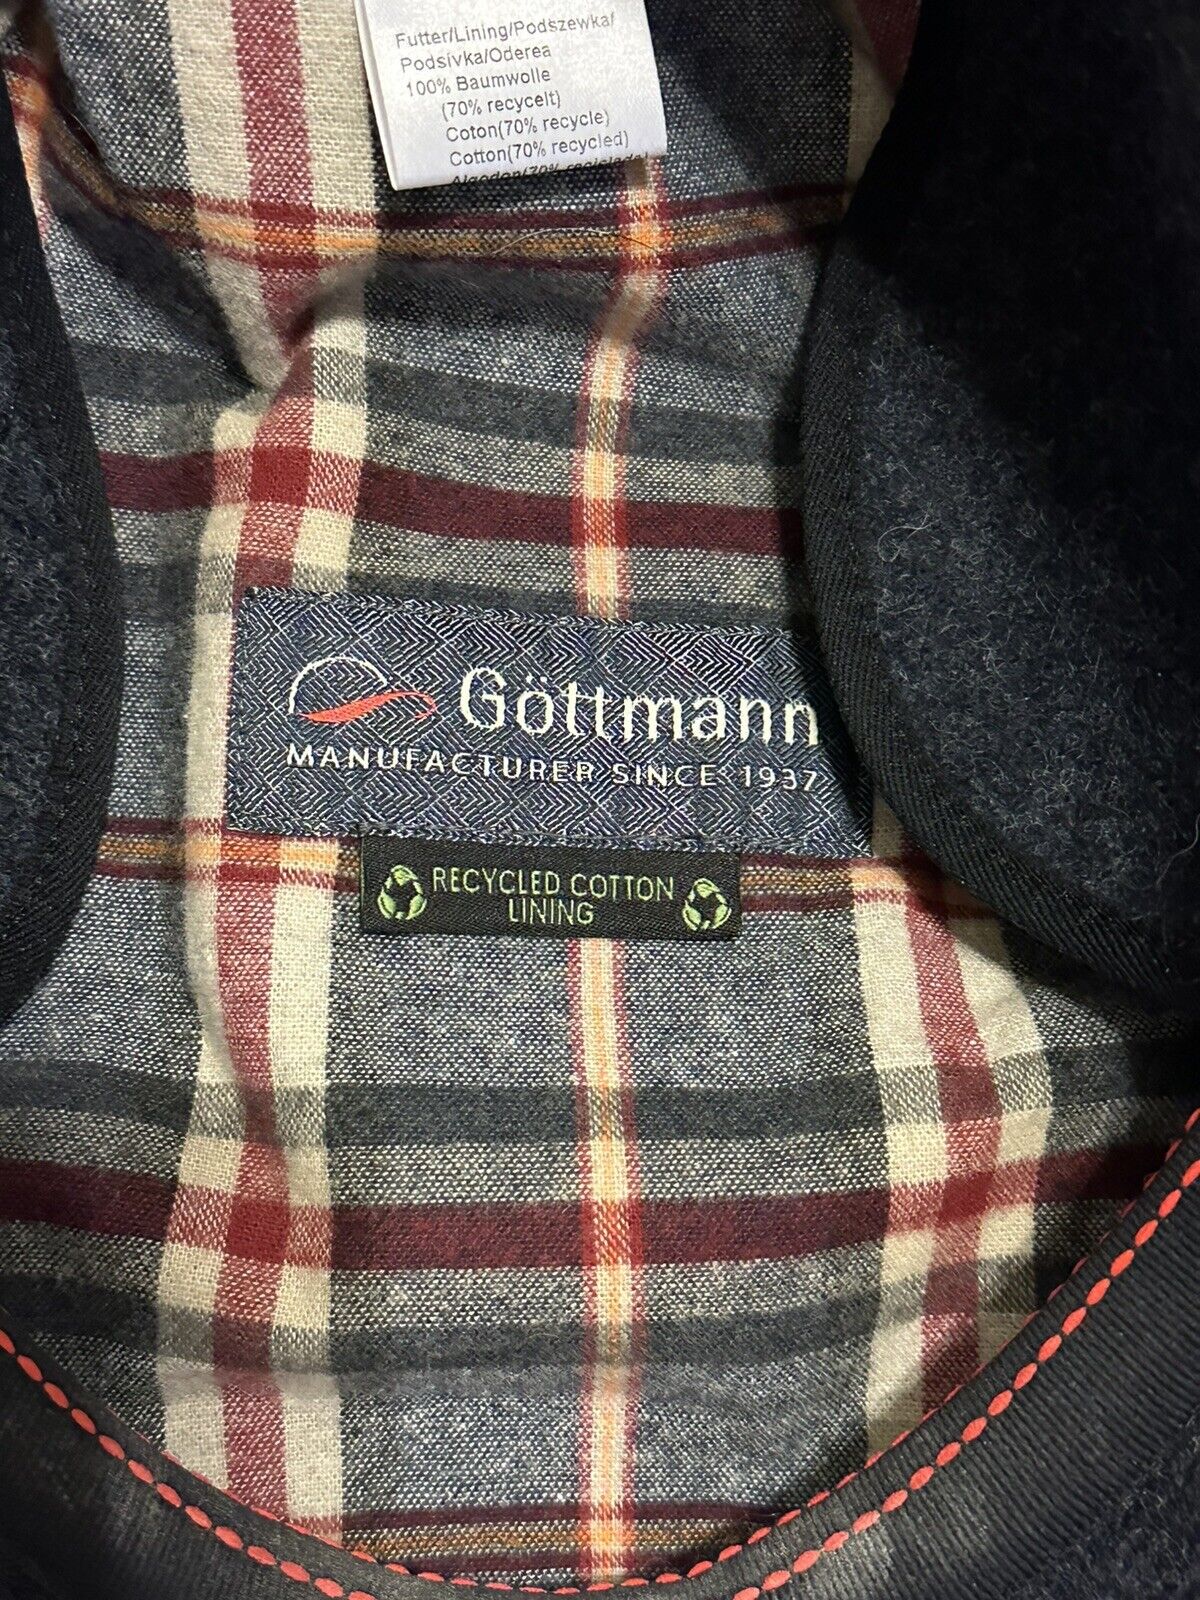 Futter/Lining/Podszewka/
Podsivka/Oderea
100% Baumwolle
(70% recycelt)
Coton(70% recycle)
Cotton(70% recycled)
Göttmann
MANUFACTURER SINCE 1937
RECYCLED COTTON
LINING